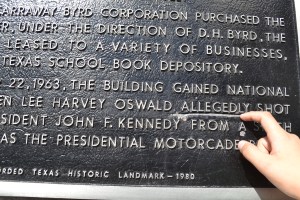 ARRAWAY BYRD CORPORATION PURCHASED THE
R. UNDER THE DIRECTION OF D.H. BYRD, THE
LEASED TO A VARIETY OF BUSINESSES,
TEXAS SCHOOL BOOK DEPOSITORY.
22, 1963, THE BUILDING GAINED NATIONAL
EN LEE HARVEY OSWALD ALLEGEDLY SHOT
SIDENT JOHN F. KENNEDY FROM A S TH
AS THE PRESIDENTIAL MOTORCADE
ORDED TEXAS HISTORIC LANDMARK – 1980